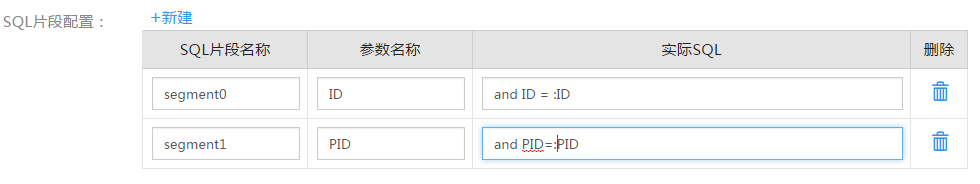 SQL片段配置： +新建
SQL片段名称 参数名称 实际SQL 删除
segment0 ID and ID = :ID
segment1 PID and PID=:PID